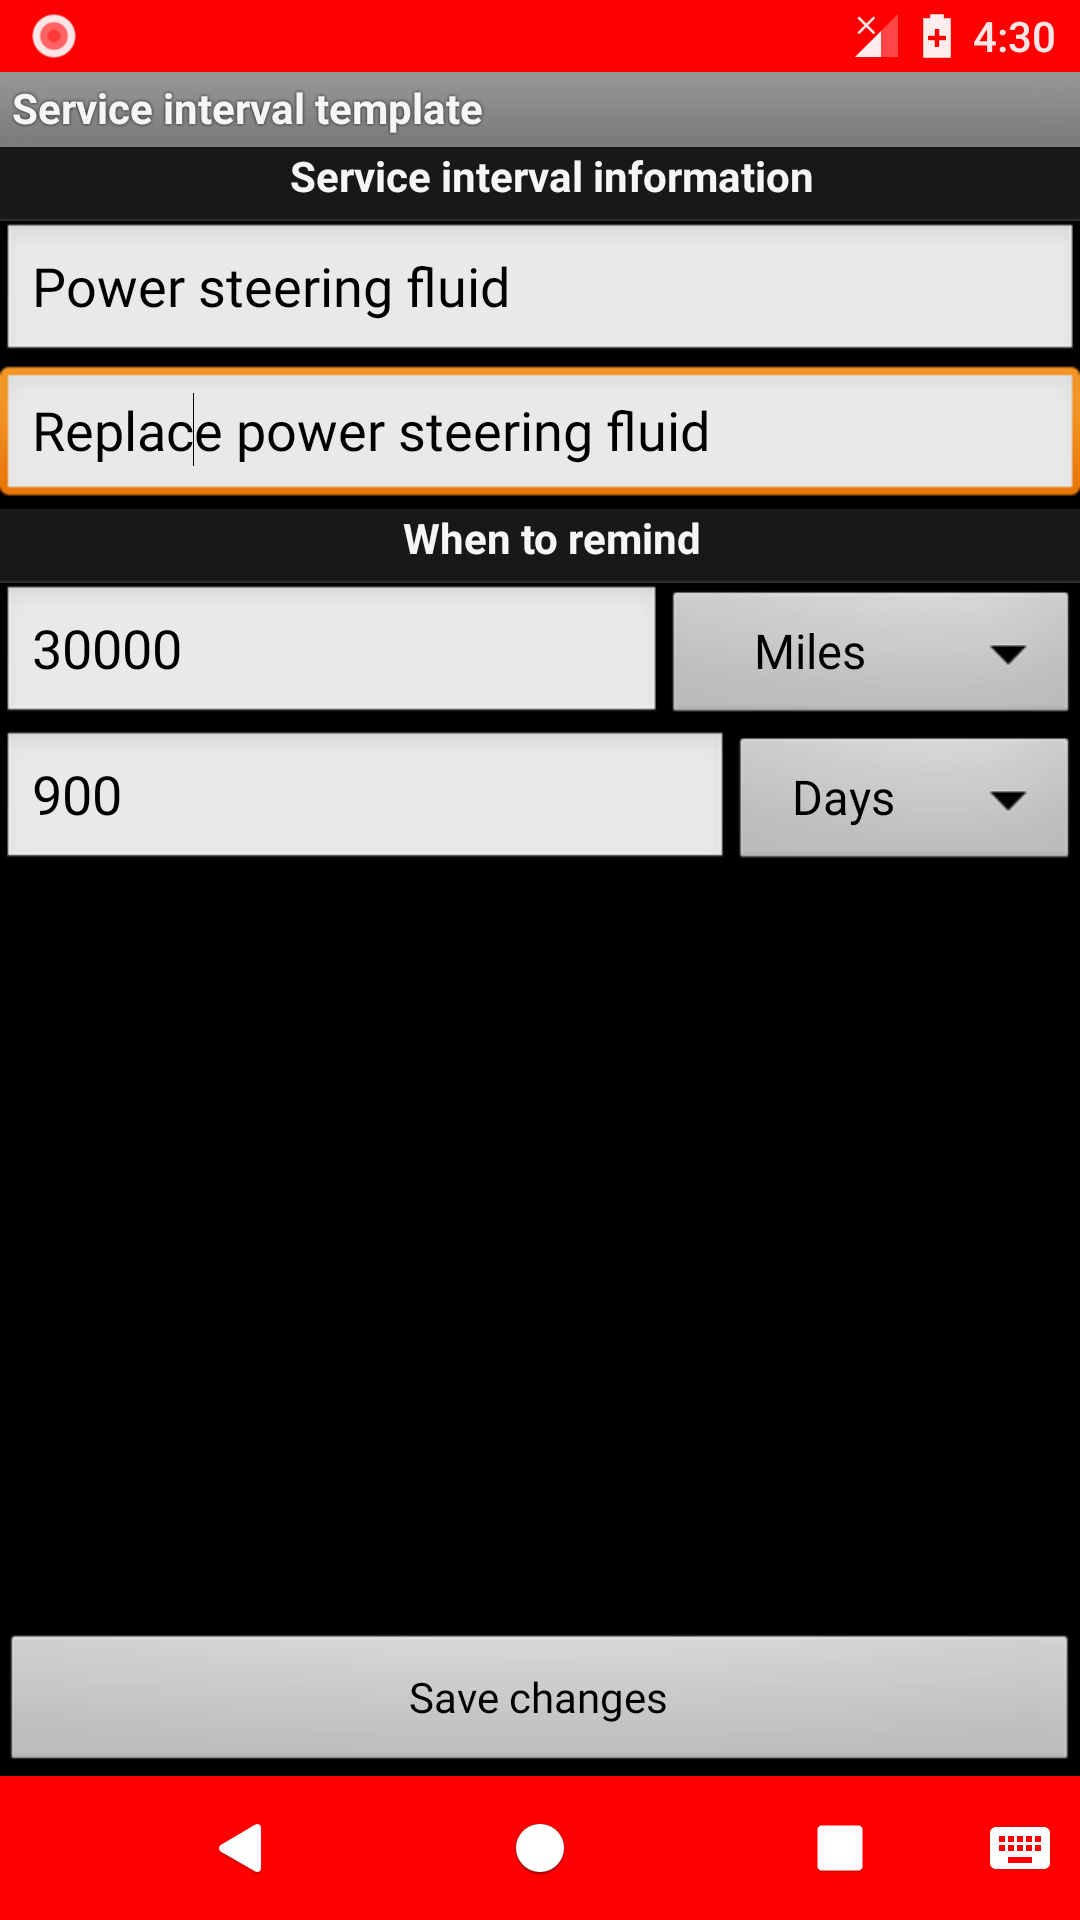 4:30
Service interval template
Service interval information
Power steering fluid
Replace power steering fluid
When to remind
30000
Miles
900
Days
Save changes